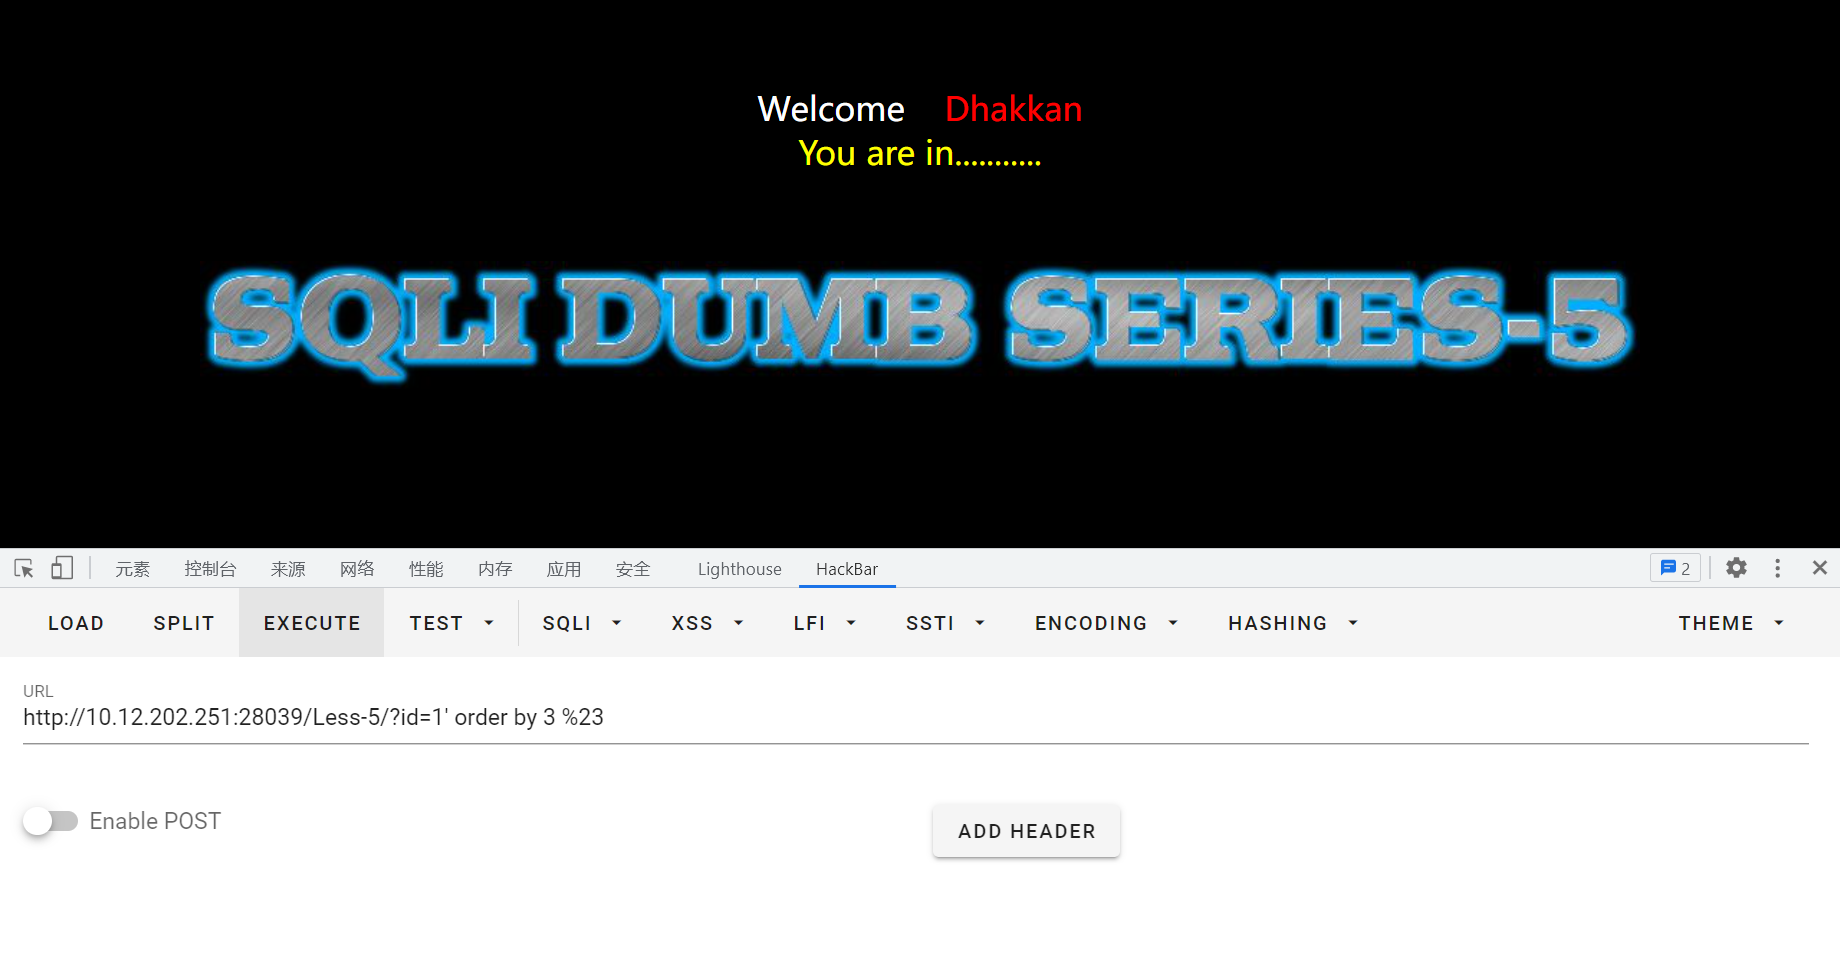 Welcome Dhakkan
You are in...........
SQLI DUMB SERIES-5
元素 控制台 来源 网络 性能 内存 应用 安全 Lighthouse HackBar 2
LOAD SPLIT EXECUTE TEST SQLI XSS LFI SSTI ENCODING HASHING THEME
URL
http://10.12.202.251:28039/Less-5/?id=1' order by 3 %23
Enable POST ADD HEADER